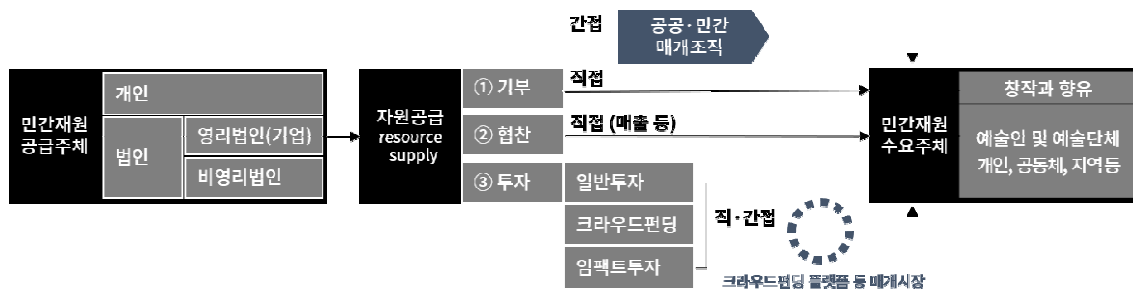 간접
공공·민간
매개조직
민간재원
공급주체
개인
법인
영리법인(기업)
비영리법인
자원공급
resource
supply
① 기부
직접
② 협찬
직접 (매출 등)
③ 투자
일반투자
크라우드펀딩
임팩트투자
직·간접
크라우드펀딩 플랫폼 등 매개시장
민간재원
수요주체
창작과 향유
예술인 및 예술단체
개인, 공동체, 지역 등